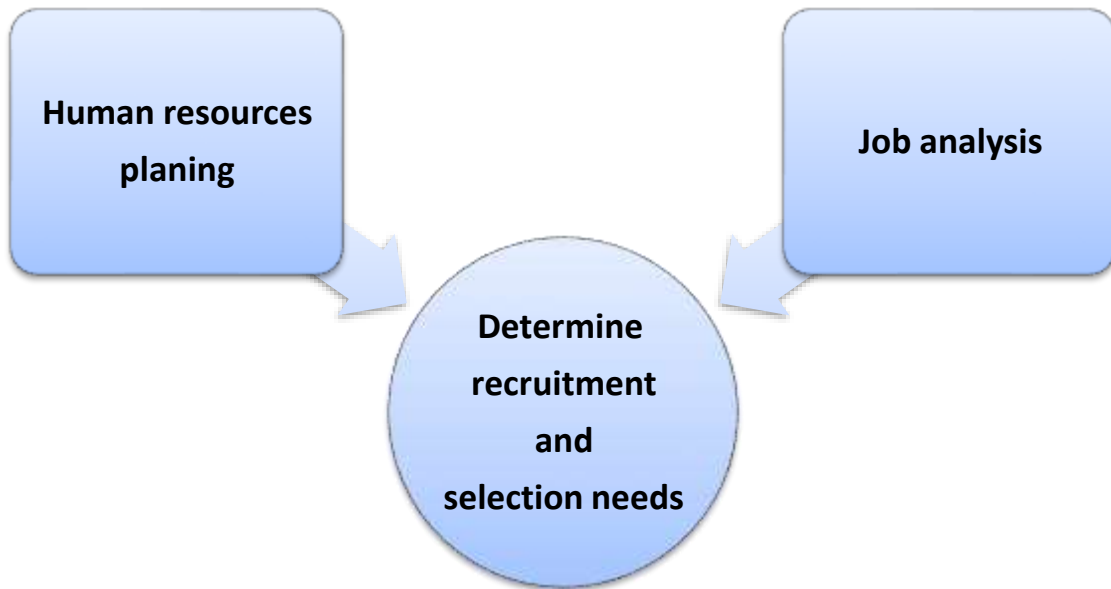 Human resources
planing
Job analysis
Determine
recruitment
and
selection needs